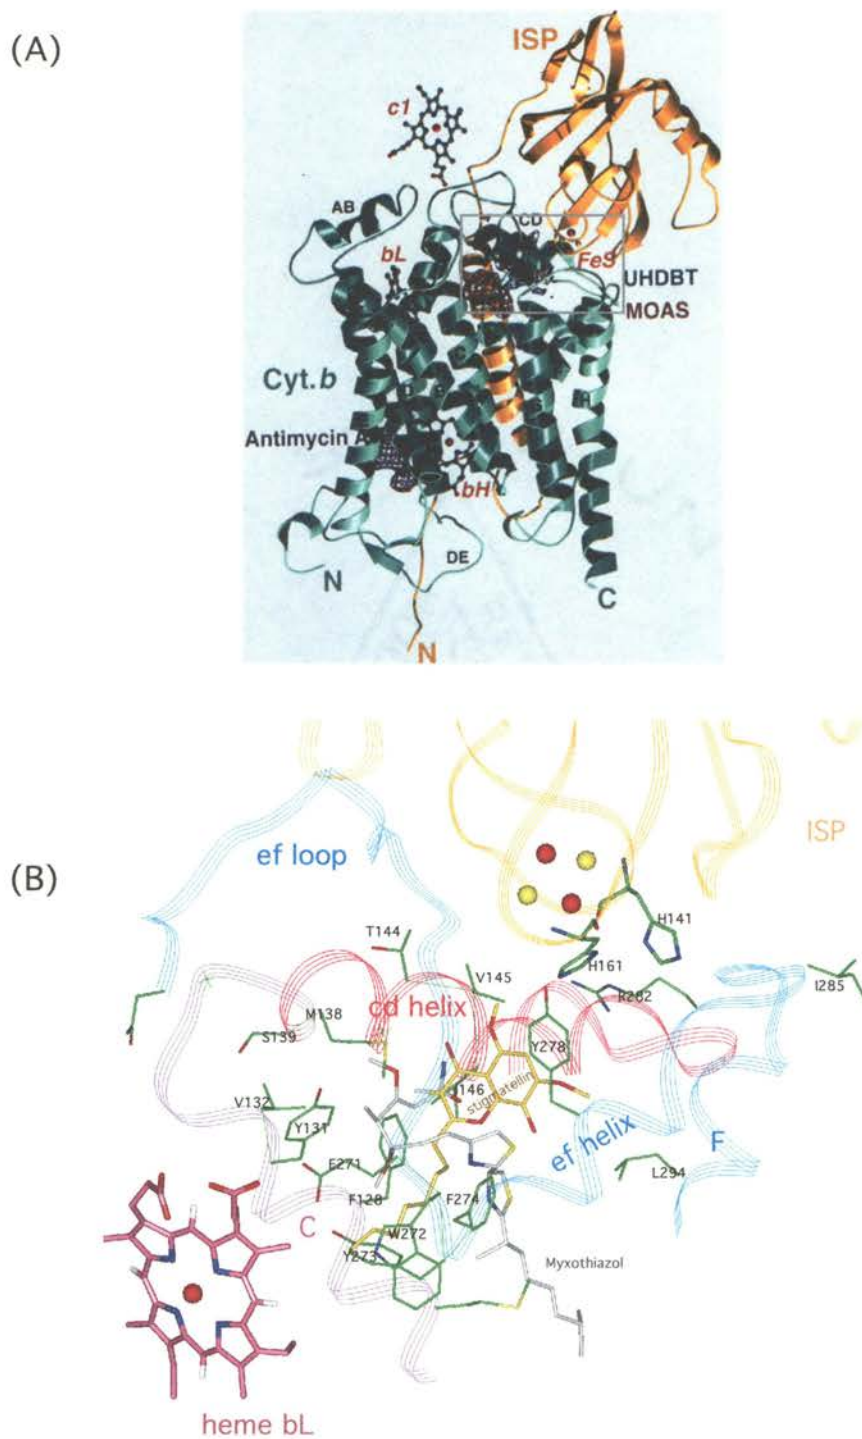 (A)
ISP
c1
AB
CD
bL
FeS
UHDBT
MOAS
Cyt.b
Antimycin A
bH
DE
N
C
N
(B)
ef loop
ISP
T144
H141
V145
H161
I285
cd helix
R282
M138
S139
Y278
stigmatellin
146
V132
Y131
ef helix
F
E271
L294
F128
F274
C
W272
Y273
Myxothiazol
heme bL